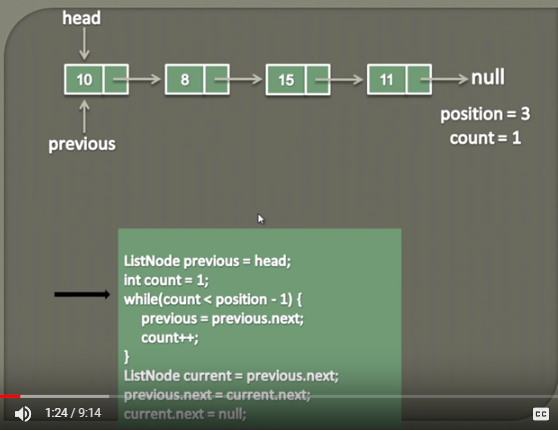 head
10 8 15 11 null
position = 3
count = 1
previous
ListNode previous = head;
int count = 1;
while(count < position - 1) {
previous = previous.next;
count++;
}
ListNode current = previous.next;
previous.next = current.next;
current.next = null;
1:24 / 9:14
CC